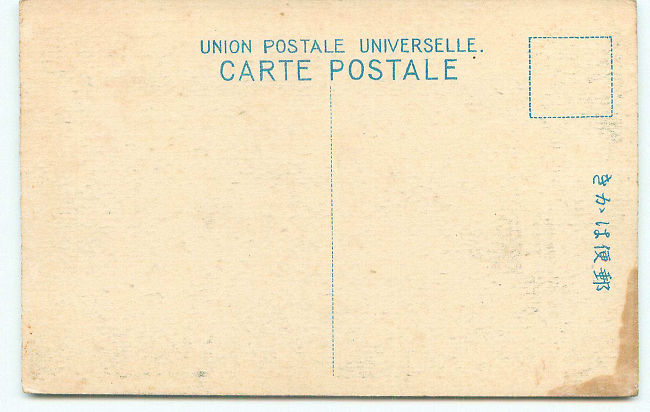 UNION POSTALE UNIVERSELLE.
CARTE POSTALE
郵便はかき